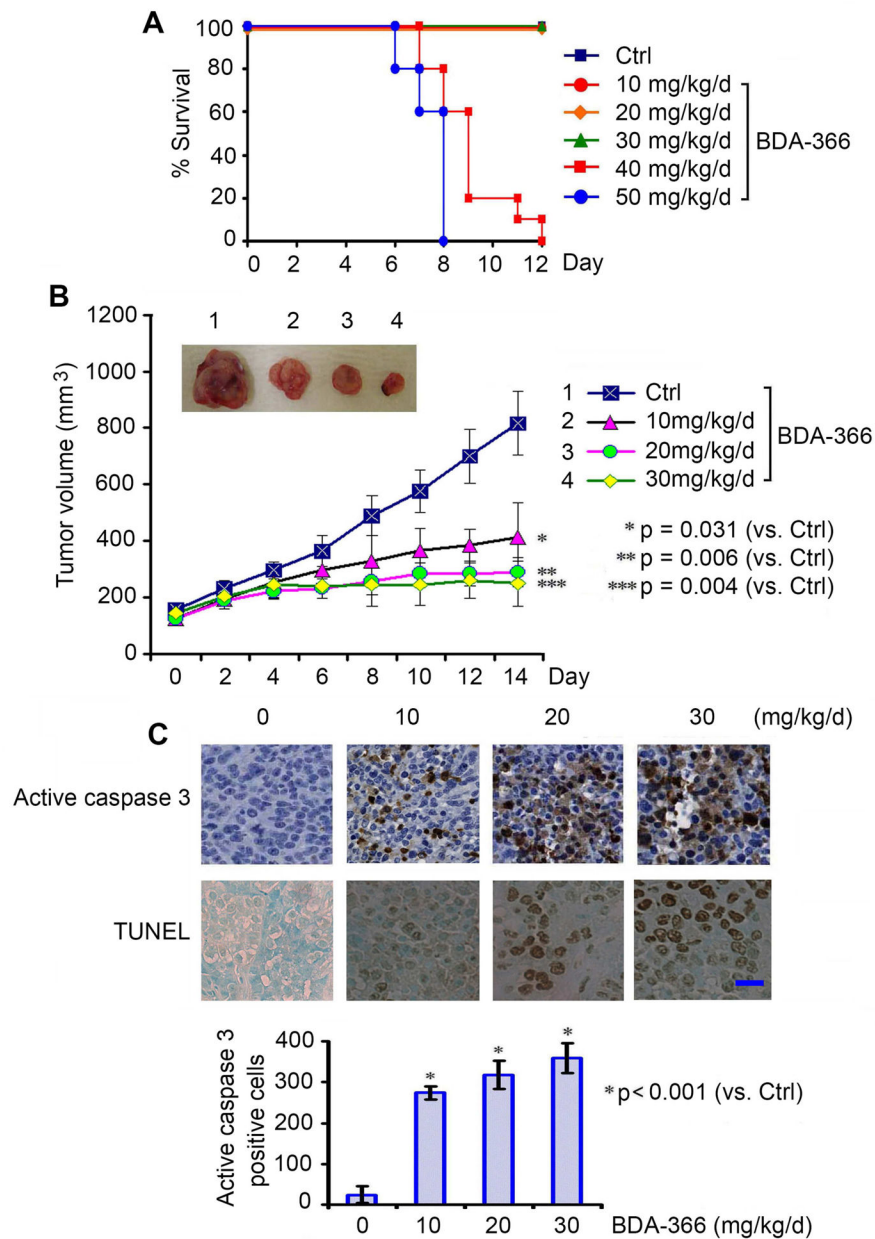 A
% Survival
100
80
60
40
20
0
0 2 4 6 8 10 12 Day
Ctrl
10 mg/kg/d
20 mg/kg/d
30 mg/kg/d
40 mg/kg/d
50 mg/kg/d
BDA-366
B
Tumor volume (mm3)
1200
1000
800
600
400
200
0
0 2 4 6 8 10 12 14 Day
1 2 3 4
*
**
***
1 Ctrl
2 10mg/kg/d
3 20mg/kg/d
4 30mg/kg/d
BDA-366
* p = 0.031 (vs. Ctrl)
** p = 0.006 (vs. Ctrl)
*** p = 0.004 (vs. Ctrl)
C
0 10 20 30 (mg/kg/d)
Active caspase 3
TUNEL
Active caspase 3
positive cells
400
300
200
100
0
* * *
0 10 20 30 BDA-366 (mg/kg/d)
* p< 0.001 (vs. Ctrl)